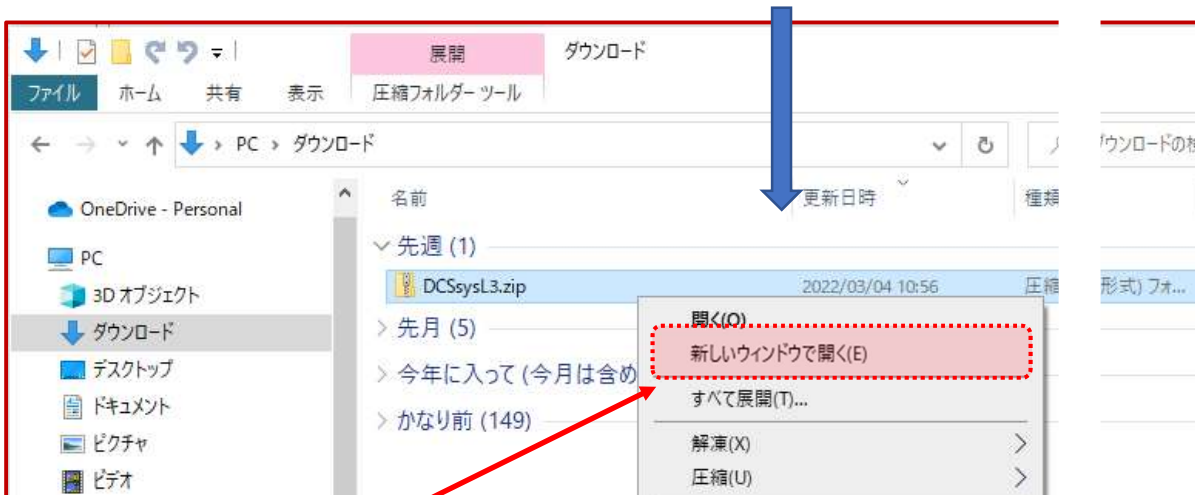 展開 ダウンロード
ファイル ホーム 共有 表示 圧縮フォルダー ツール
PC › ダウンロード
OneDrive - Personal
名前 更新日時 種類
PC
先週 (1)
3D オブジェクト
DCSsysL3.zip 2022/03/04 10:56 圧縮 形式) フォ...
ダウンロード
先月 (5)
開く(O)
新しいウィンドウで開く(E)
デスクトップ
今年に入って (今月は含め
すべて展開(T)...
ドキュメント
かなり前 (149)
ピクチャ
解凍(X)
ビデオ
圧縮(U)